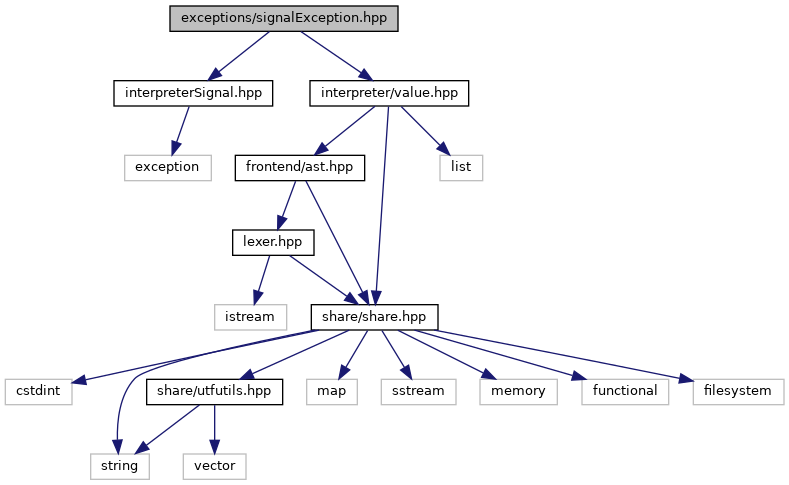 exceptions/signalException.hpp
interpreterSignal.hpp
interpreter/value.hpp
exception
frontend/ast.hpp
list
lexer.hpp
istream
share/share.hpp
cstdint
share/utfutils.hpp
map
sstream
memory
functional
filesystem
string
vector